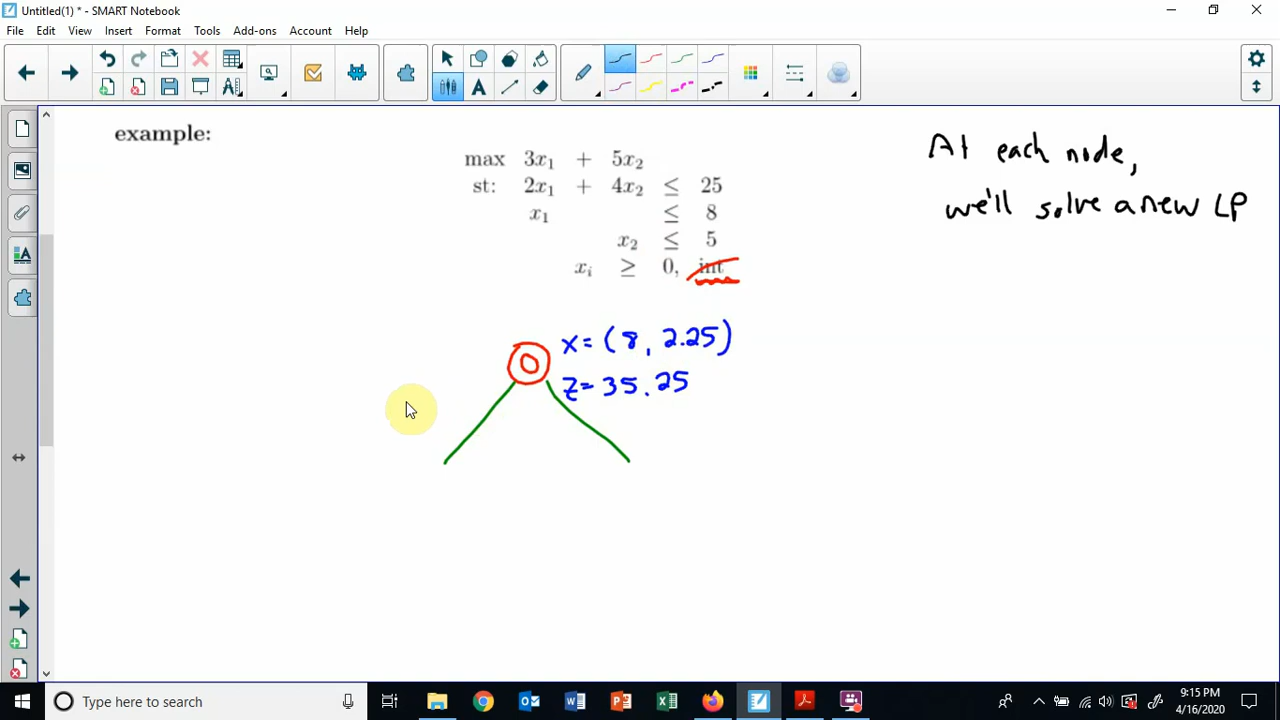 Untitled(1) * - SMART Notebook
File Edit View Insert Format Tools Add-ons Account Help
example:
max 3x₁ + 5x₂
st: 2x₁ + 4x₂ ≤ 25
x₁ ≤ 8
x₂ ≤ 5
xᵢ ≥ 0, int
At each node,
we'll solve a new LP
x= (8, 2.25)
z= 35.25
0
Type here to search
9:15 PM
4/16/2020